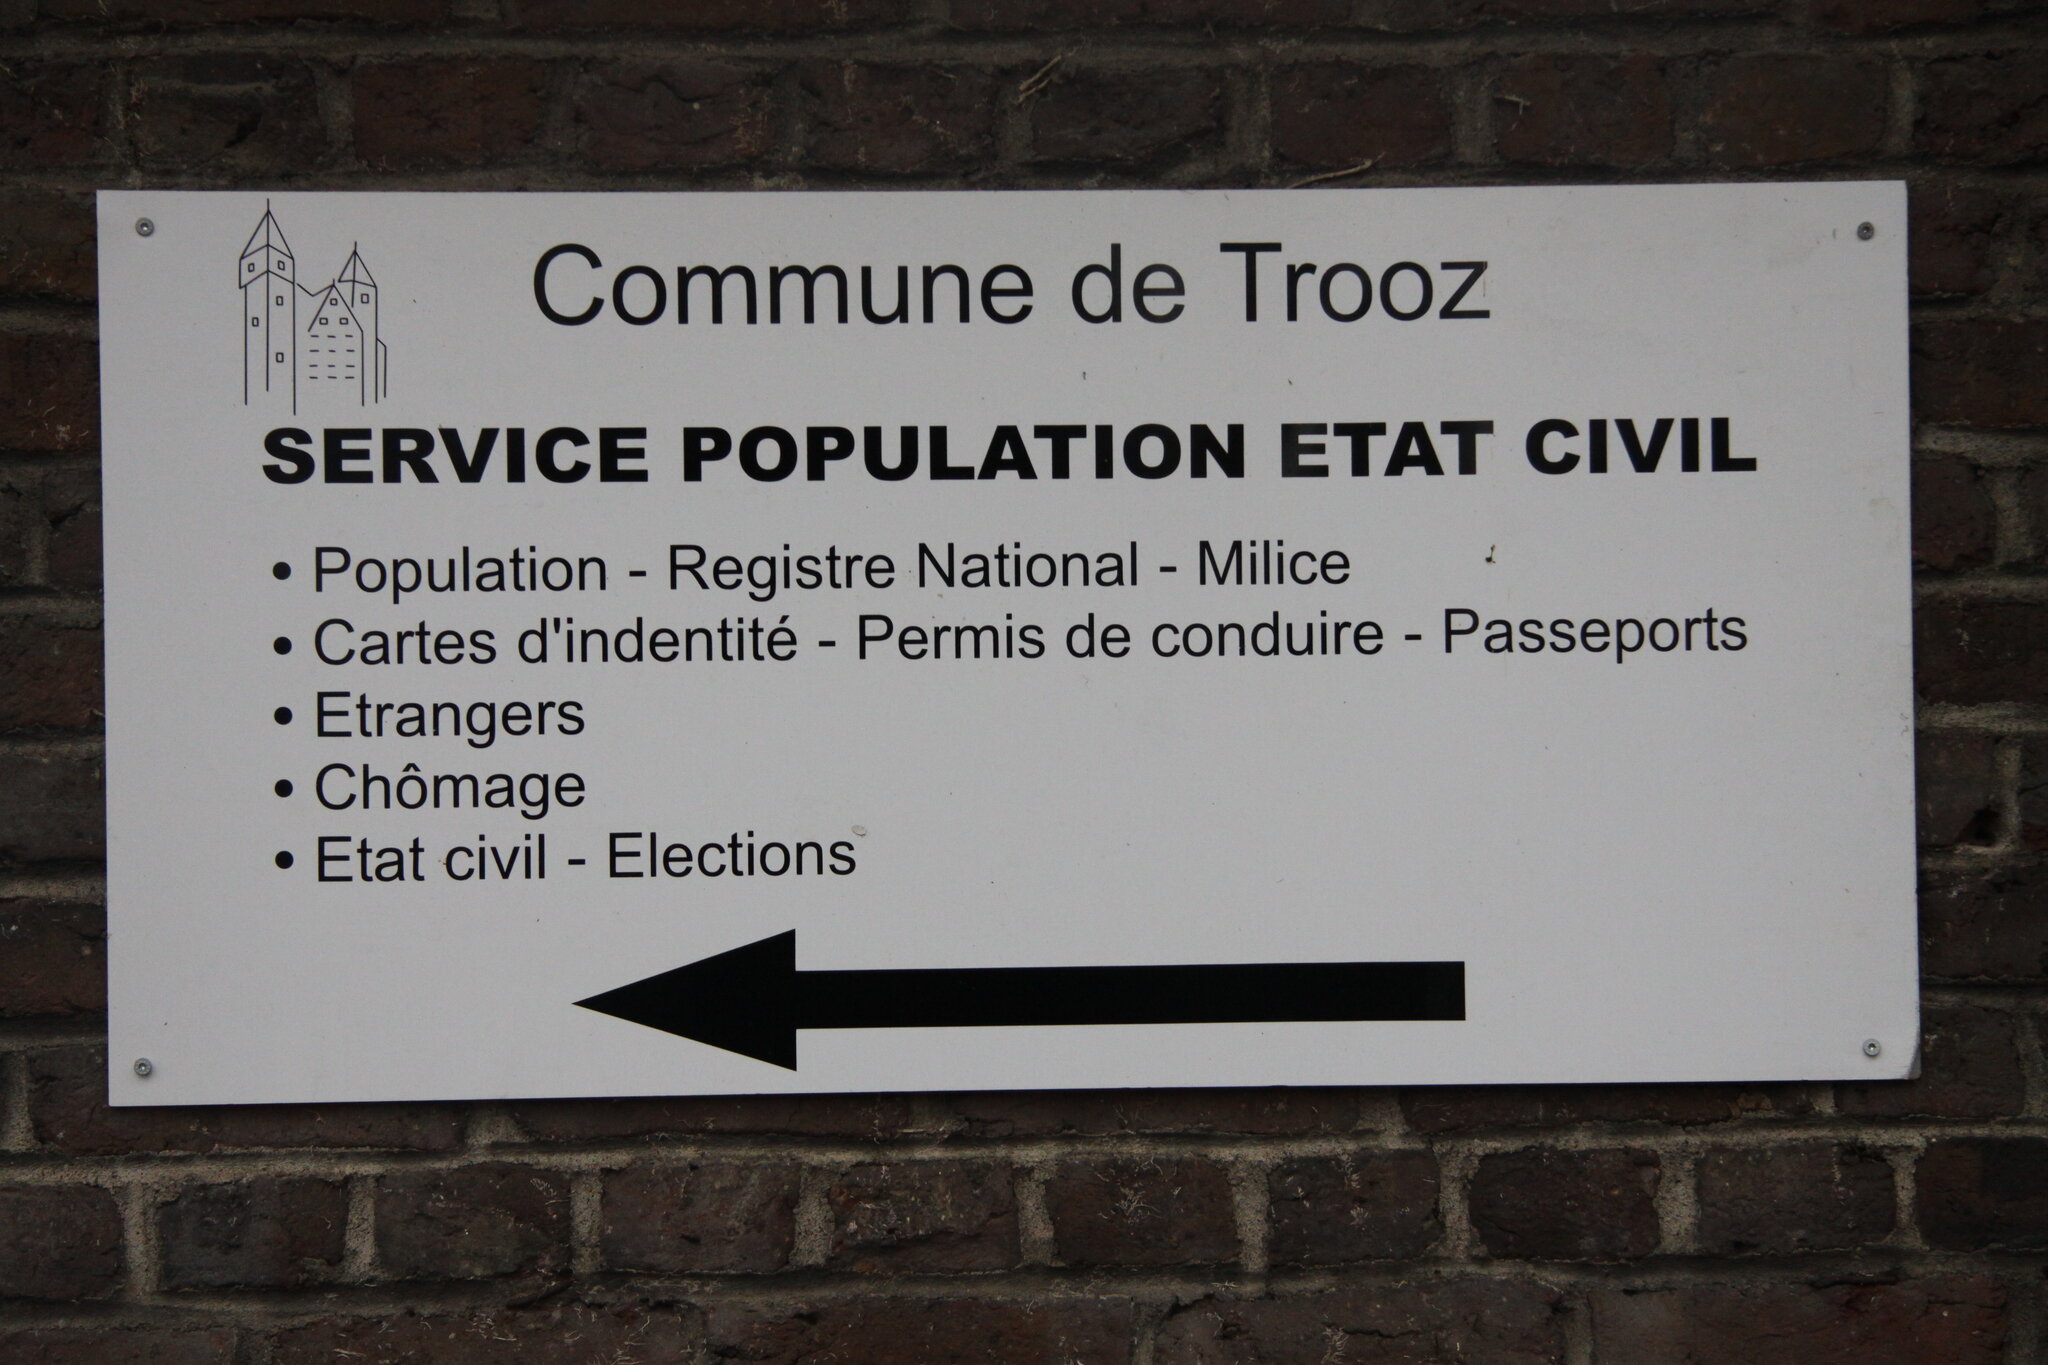 Commune de Trooz
SERVICE POPULATION ETAT CIVIL
• Population - Registre National - Milice
• Cartes d'indentité - Permis de conduire - Passeports
• Etrangers
• Chômage
• Etat civil - Elections